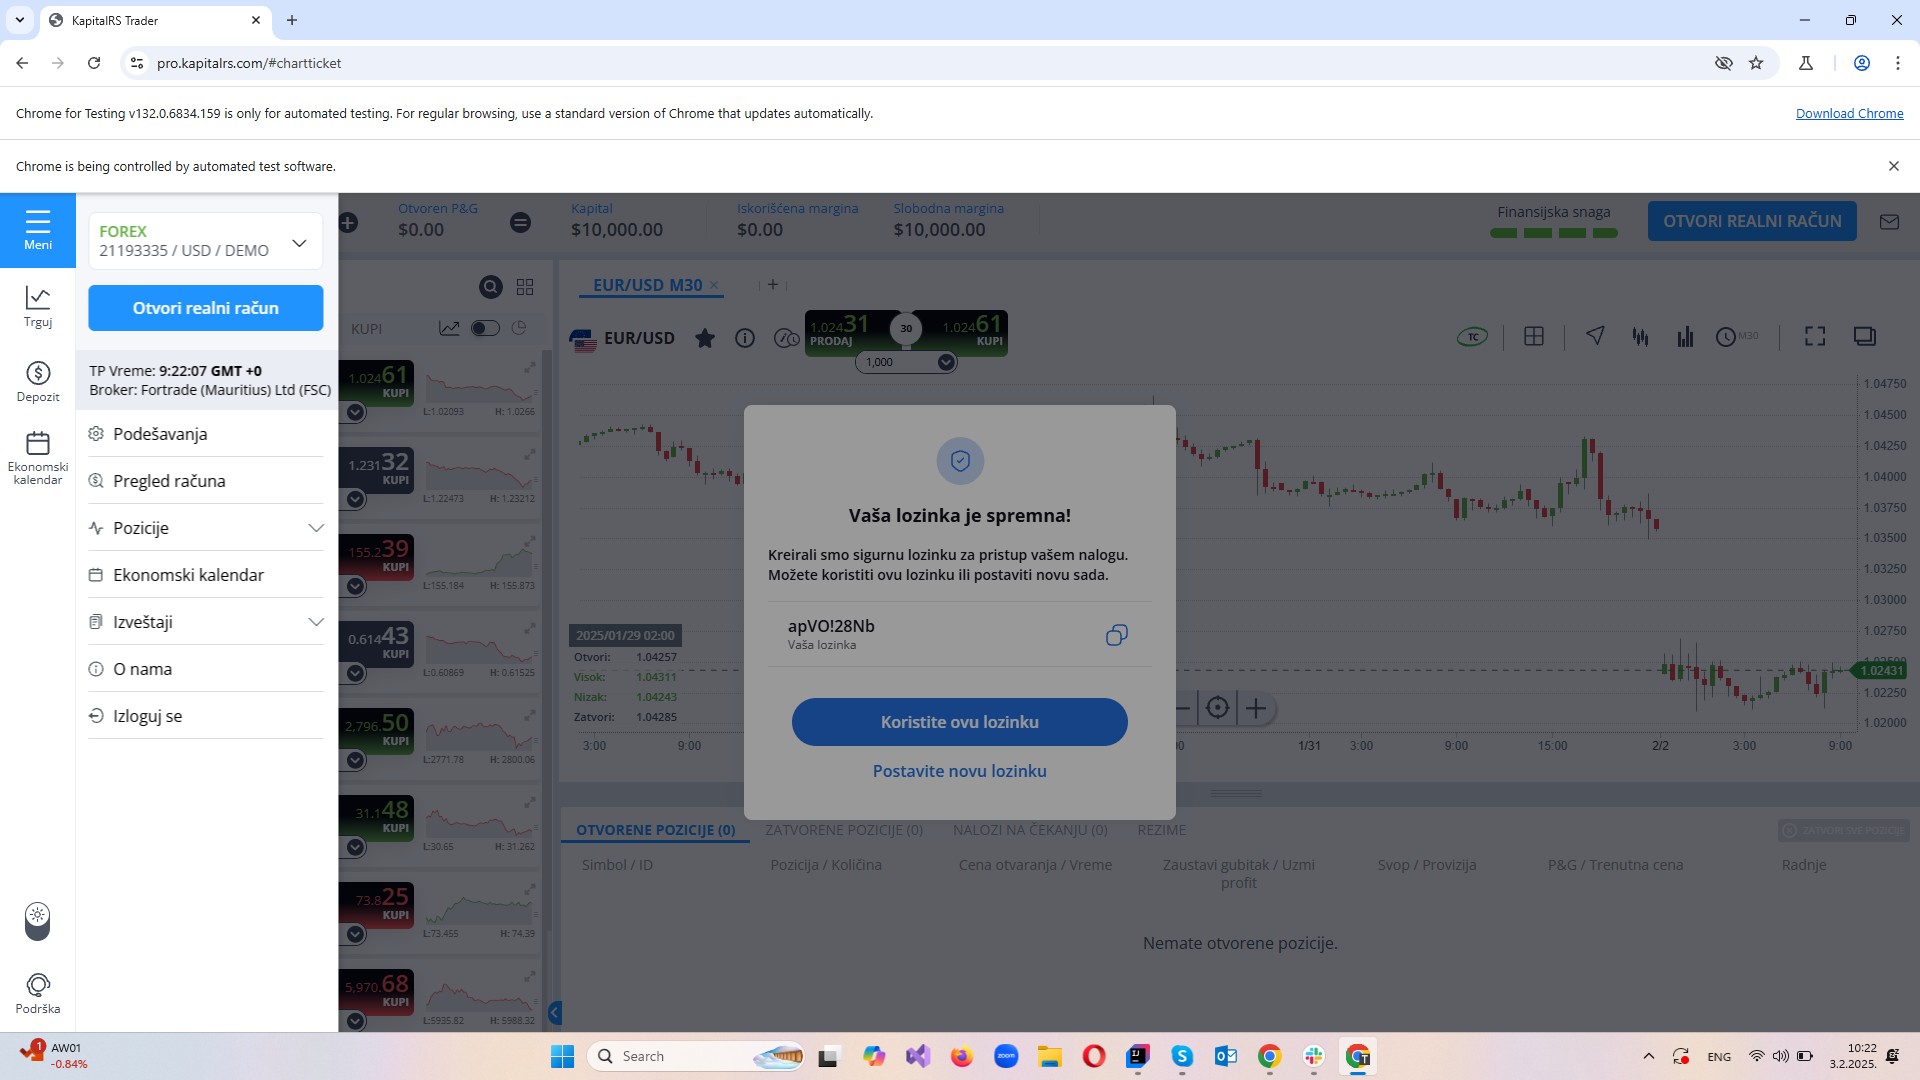 KapitalRS Trader
pro.kapitalrs.com/#chartticket
Chrome for Testing v132.0.6834.159 is only for automated testing. For regular browsing, use a standard version of Chrome that updates automatically.
Download Chrome
Chrome is being controlled by automated test software.
Meni
Trguj
Depozit
Ekonomski
kalendar
Podrška
FOREX
21193335 / USD / DEMO
Otvori realni račun
TP Vreme: 9:22:07 GMT +0
Broker: Fortrade (Mauritius) Ltd (FSC)
Podešavanja
Pregled računa
Pozicije
Ekonomski kalendar
Izveštaji
O nama
Izloguj se
Otvoren P&G
$0.00
Kapital
$10,000.00
Iskorišćena margina
$0.00
Slobodna margina
$10,000.00
Finansijska snaga
OTVORI REALNI RAČUN
KUPI
1.02461
KUPI
L:1.02093 H: 1.0266
1.23132
KUPI
L:1.22473 H: 1.23212
155.239
KUPI
L:155.184 H: 155.873
0.61443
KUPI
L:0.60869 H: 0.61525
2,796.50
KUPI
L:2771.78 H: 2800.06
31.148
KUPI
L:30.65 H: 31.262
73.825
KUPI
L:73.455 H: 74.39
5,970.68
KUPI
L:5935.82 H: 5988.32
EUR/USD M30
EUR/USD
1.02431
PRODAJ
30
1.02461
KUPI
1,000
TC
M30
1.04750
1.04500
1.04250
1.04000
1.03750
1.03500
1.03250
1.03000
1.02750
1.02431
1.02250
1.02000
2025/01/29 02:00
Otvori: 1.04257
Visok: 1.04311
Nizak: 1.04243
Zatvori: 1.04285
3:00
9:00
1/31
3:00
9:00
15:00
2/2
3:00
9:00
Vaša lozinka je spremna!
Kreirali smo sigurnu lozinku za pristup vašem nalogu.
Možete koristiti ovu lozinku ili postaviti novu sada.
apVO!28Nb
Vaša lozinka
Koristite ovu lozinku
Postavite novu lozinku
OTVORENE POZICIJE (0)
ZATVORENE POZICIJE (0)
NALOZI NA ČEKANJU (0)
REZIME
ZATVORI SVE POZICIJE
Simbol / ID
Pozicija / Količina
Cena otvaranja / Vreme
Zaustavi gubitak / Uzmi
profit
Svop / Provizija
P&G / Trenutna cena
Radnje
Nemate otvorene pozicije.
1
AW01
-0.84%
Search
zoom
ENG
10:22
3.2.2025.